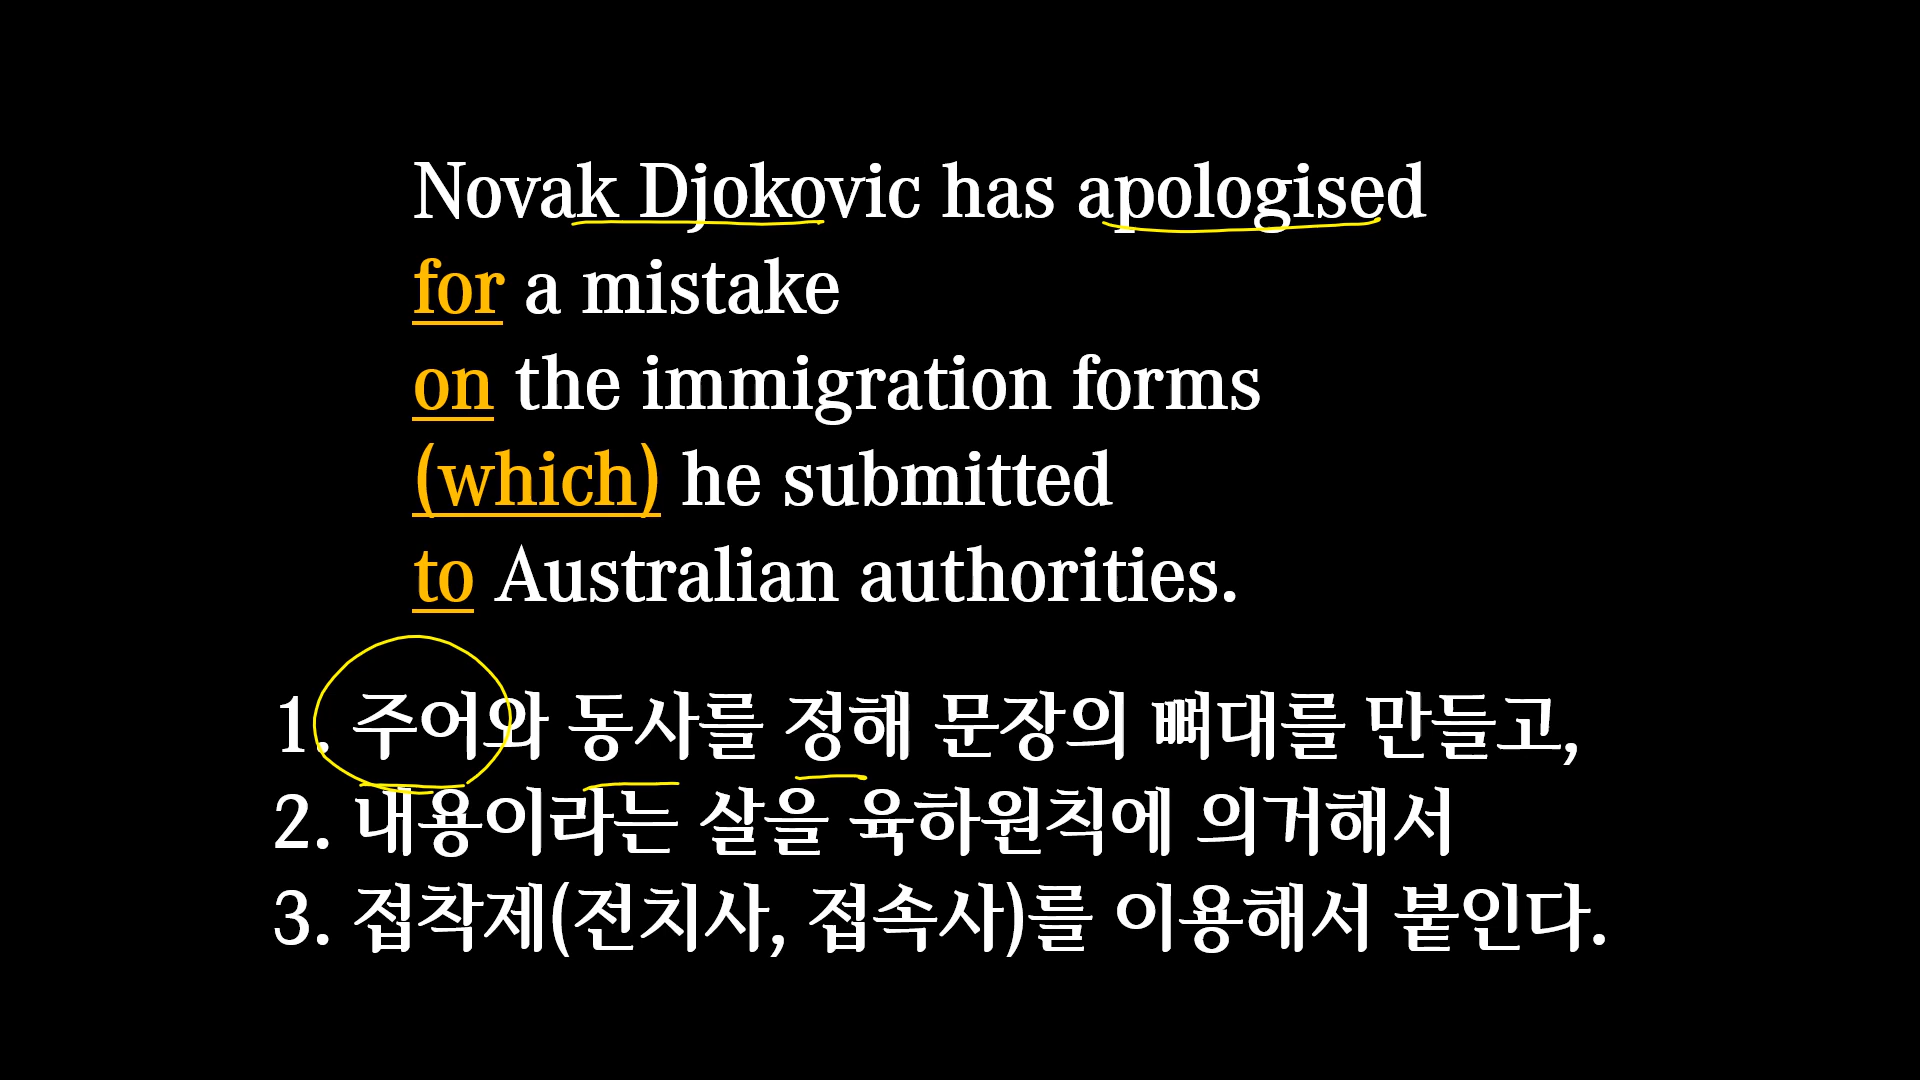 Novak Djokovic has apologised
for a mistake
on the immigration forms
(which) he submitted
to Australian authorities.
1. 주어와 동사를 정해 문장의 뼈대를 만들고,
2. 내용이라는 살을 육하원칙에 의거해서
3. 접착제(전치사, 접속사)를 이용해서 붙인다.